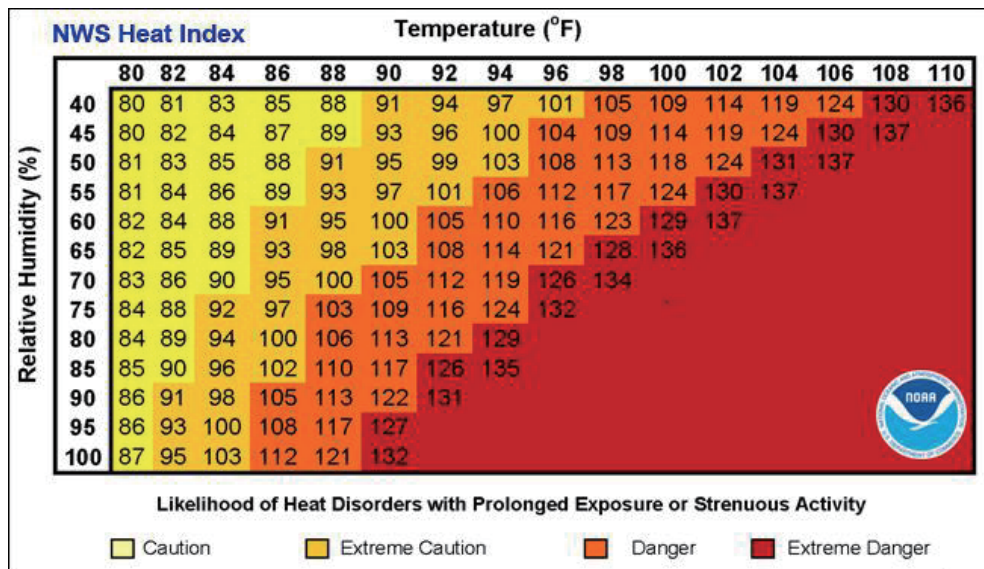 NWS Heat Index
Temperature (°F)
80 82 84 86 88 90 92 94 96 98 100 102 104 106 108 110
Relative Humidity (%)
40 80 81 83 85 88 91 94 97 101 105 109 114 119 124 130 136
45 80 82 84 87 89 93 96 100 104 109 114 119 124 130 137
50 81 83 85 88 91 95 99 103 108 113 118 124 131 137
55 81 84 86 89 93 97 101 106 112 117 124 130 137
60 82 84 88 91 95 100 105 110 116 123 129 137
65 82 85 89 93 98 103 108 114 121 128 136
70 83 86 90 95 100 105 112 119 126 134
75 84 88 92 97 103 109 116 124 132
80 84 89 94 100 106 113 121 129
85 85 90 96 102 110 117 126 135
90 86 91 98 105 113 122 131
95 86 93 100 108 117 127
100 87 95 103 112 121 132
NOAA
Likelihood of Heat Disorders with Prolonged Exposure or Strenuous Activity
Caution
Extreme Caution
Danger
Extreme Danger